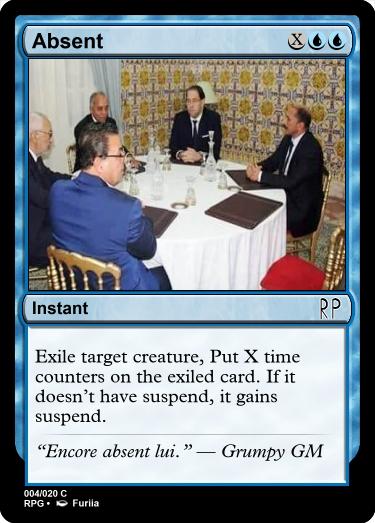 Absent X
Instant RP
Exile target creature, Put X time
counters on the exiled card. If it
doesn't have suspend, it gains
suspend.
“Encore absent lui.” — Grumpy GM
004/020 C
RPG • Furiia